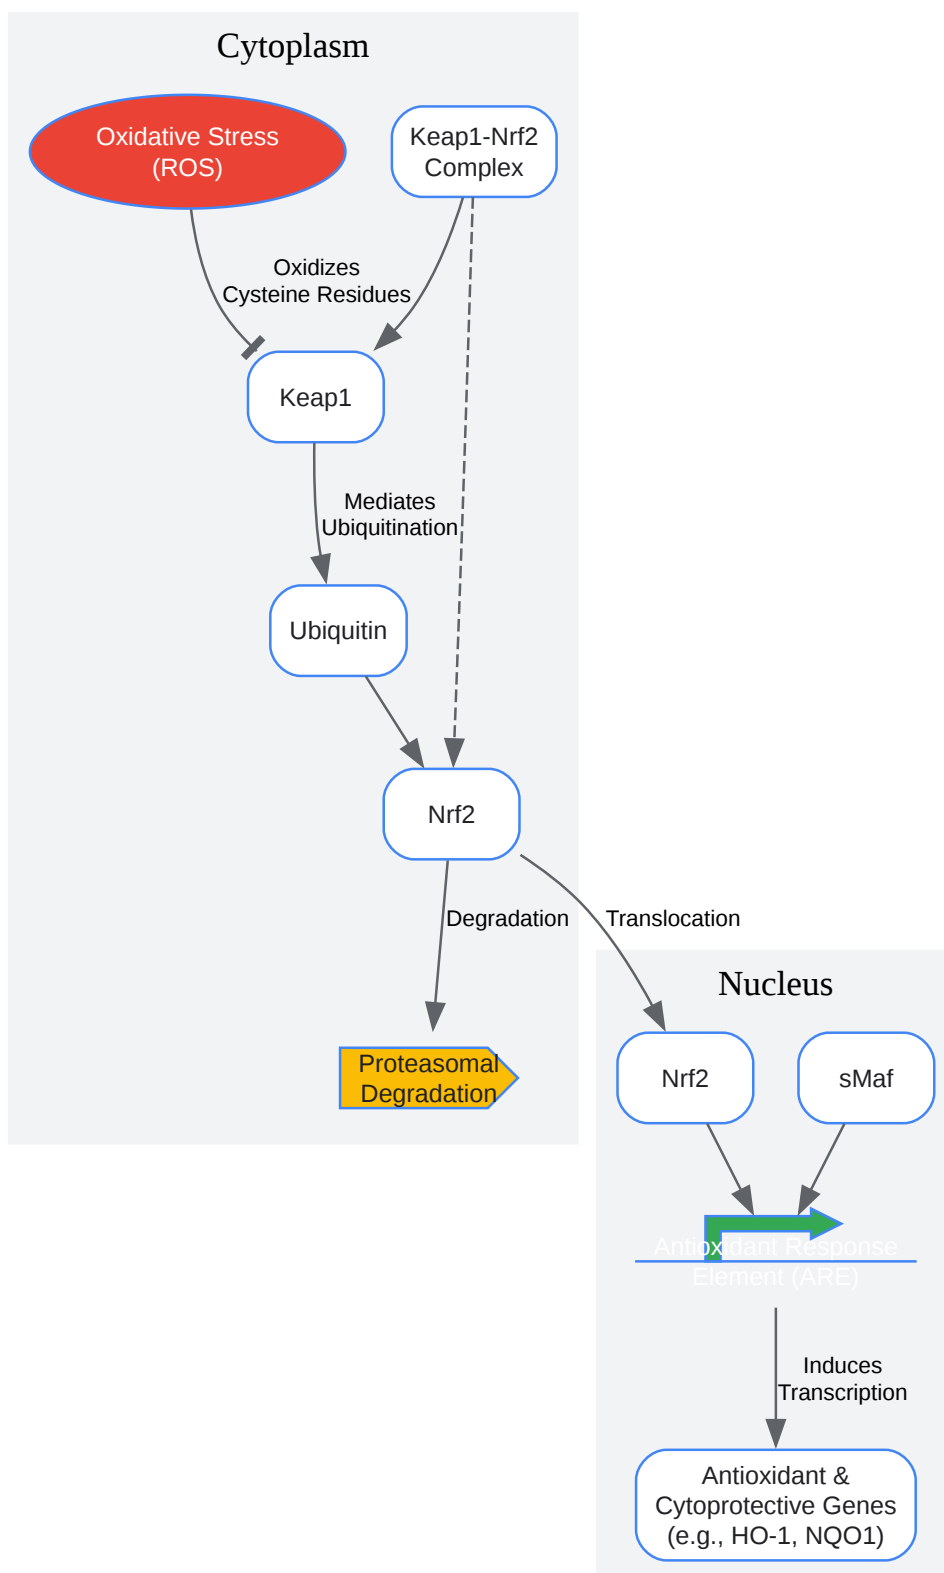 Cytoplasm
Oxidative Stress
(ROS)
Keap1-Nrf2
Complex
Oxidizes
Cysteine Residues
Keap1
Mediates
Ubiquitination
Ubiquitin
Nrf2
Degradation
Translocation
Proteasomal
Degradation
Nucleus
Nrf2
sMaf
Antioxidant Response
Element (ARE)
Induces
Transcription
Antioxidant &
Cytoprotective Genes
(e.g., HO-1, NQO1)